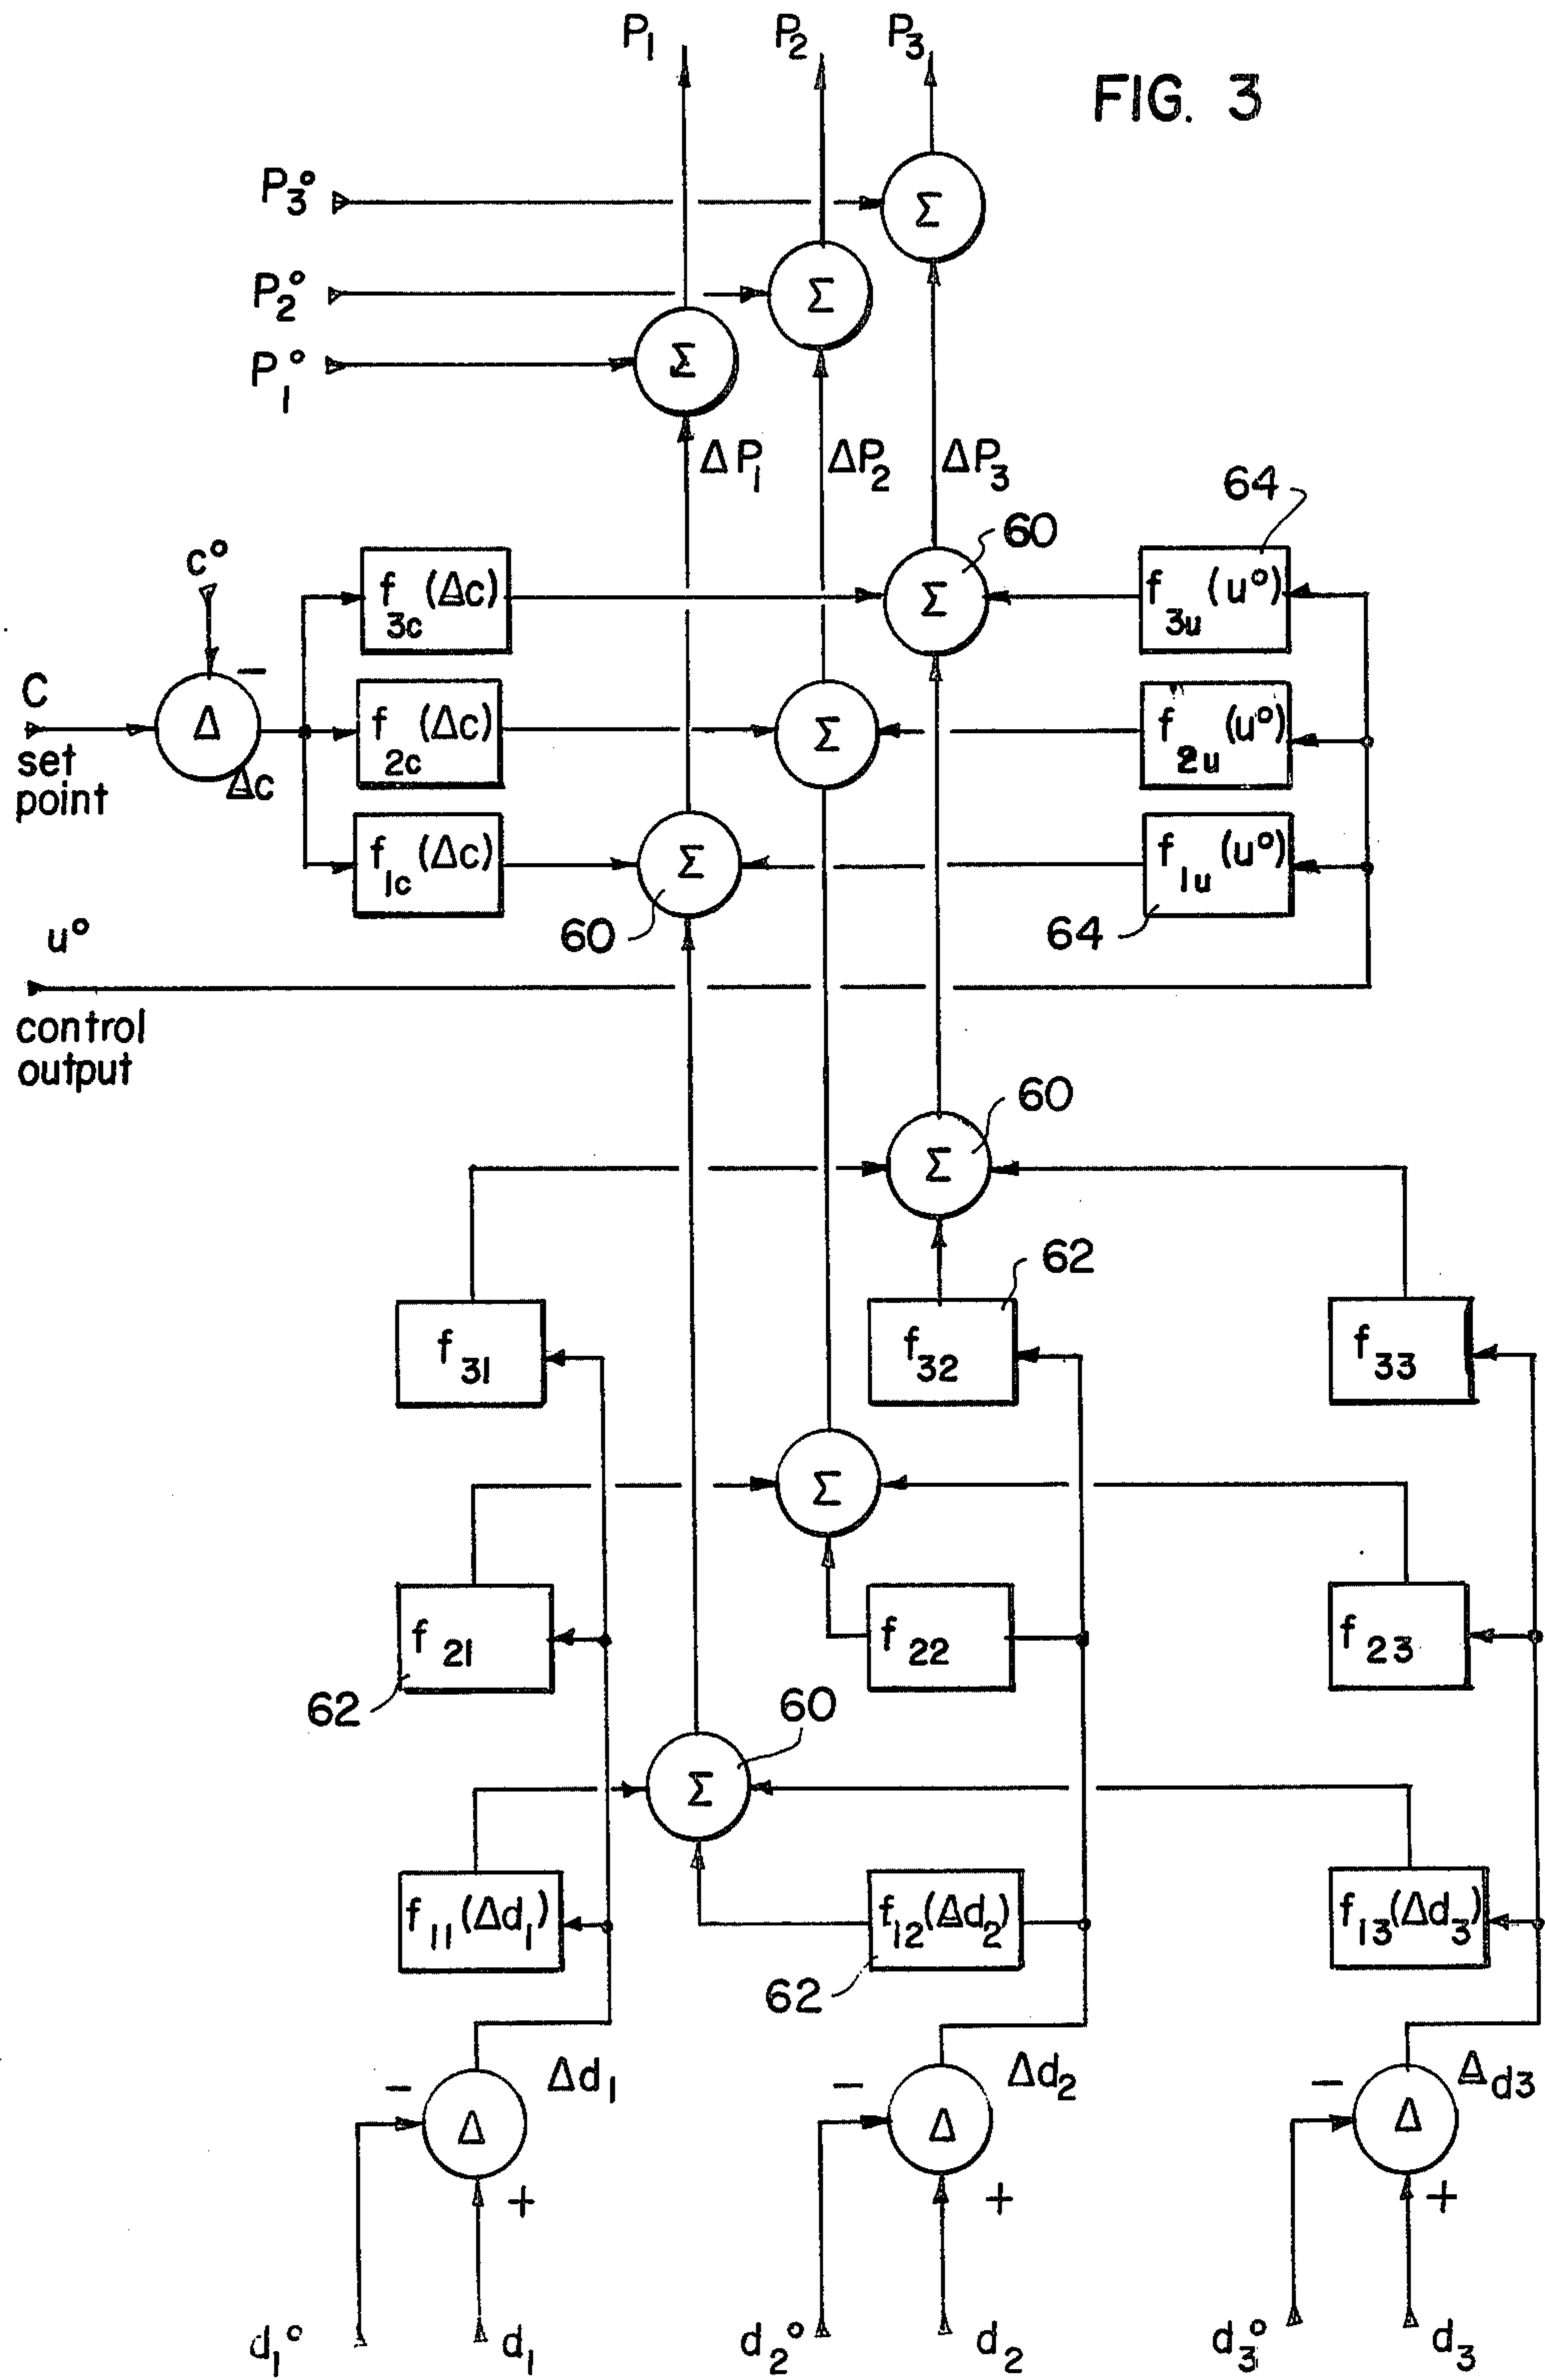 P₁ P₂ P₃
FIG. 3
P₃° Σ
P₂° Σ
P₁° Σ
ΔP₁ ΔP₂ ΔP₃
64
60
c°
f₃c (Δc) Σ f₃u (u°)
−
C
Δ f₂c (Δc) Σ f₂u (u°)
set
point
Δc
f₁c (Δc) Σ f₁u (u°)
60 64
u°
control
output
60
Σ
62
f₃₁ f₃₂ f₃₃
Σ
f₂₁ f₂₂ f₂₃
62 60
Σ
f₁₁(Δd₁) f₁₂(Δd₂) f₁₃(Δd₃)
62
Δd₁ Δd₂ Δd3
− − −
Δ Δ Δ
+ + +
d₁° d₁ d₂° d₂ d₃° d₃